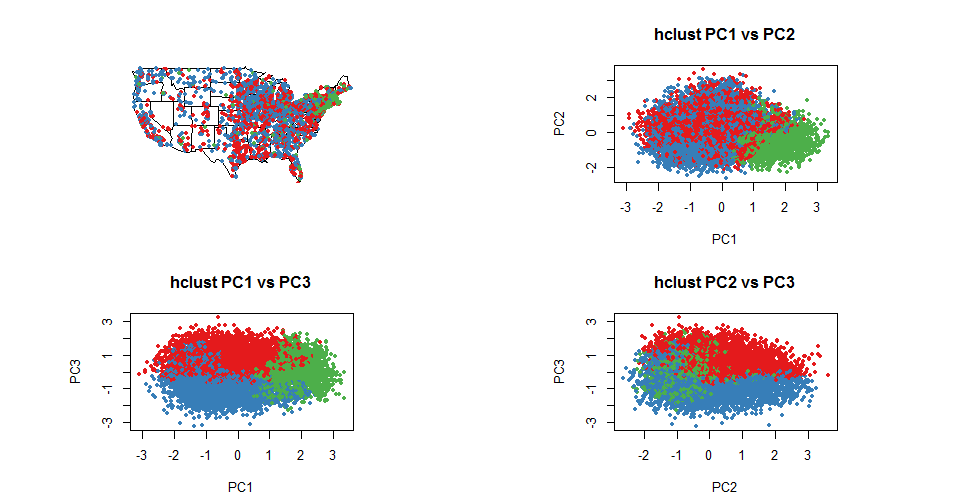 hclust PC1 vs PC2
PC2
2
0
-2
-3 -2 -1 0 1 2 3
PC1
hclust PC1 vs PC3
PC3
3
1
-1
-3
-3 -2 -1 0 1 2 3
PC1
hclust PC2 vs PC3
PC3
3
1
-1
-3
-2 -1 0 1 2 3
PC2